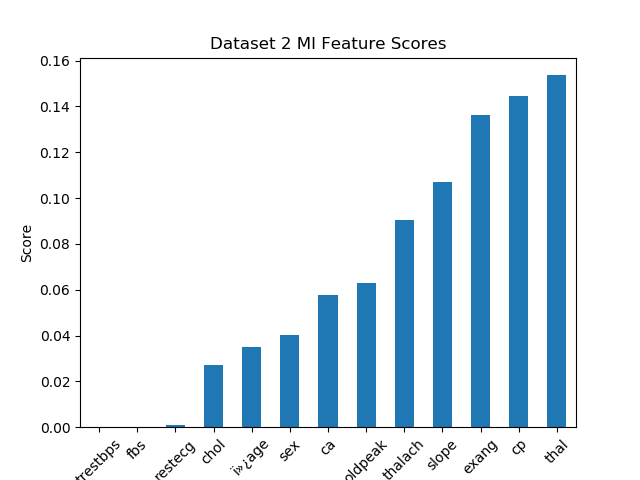 Dataset 2 MI Feature Scores
0.16
0.14
0.12
0.10
0.08
0.06
0.04
0.02
0.00
Score
trestbps
fbs
restecg
chol
ï»¿age
sex
ca
oldpeak
thalach
slope
exang
cp
thal